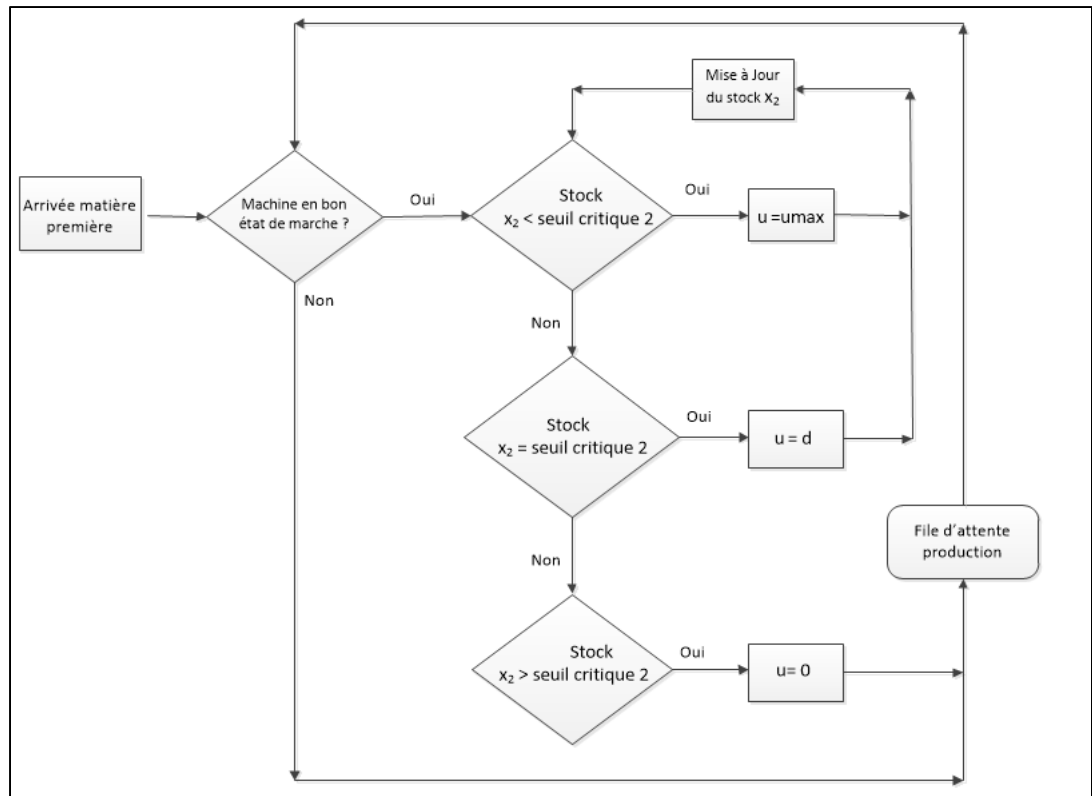 Mise à Jour
du stock x₂
Arrivée matière
première
Machine en bon
état de marche ?
Oui
Stock
x₂ < seuil critique 2
Oui
u =umax
Non
Non
Stock
x₂ = seuil critique 2
Oui
u = d
File d'attente
production
Non
Stock
x₂ > seuil critique 2
Oui
u= 0